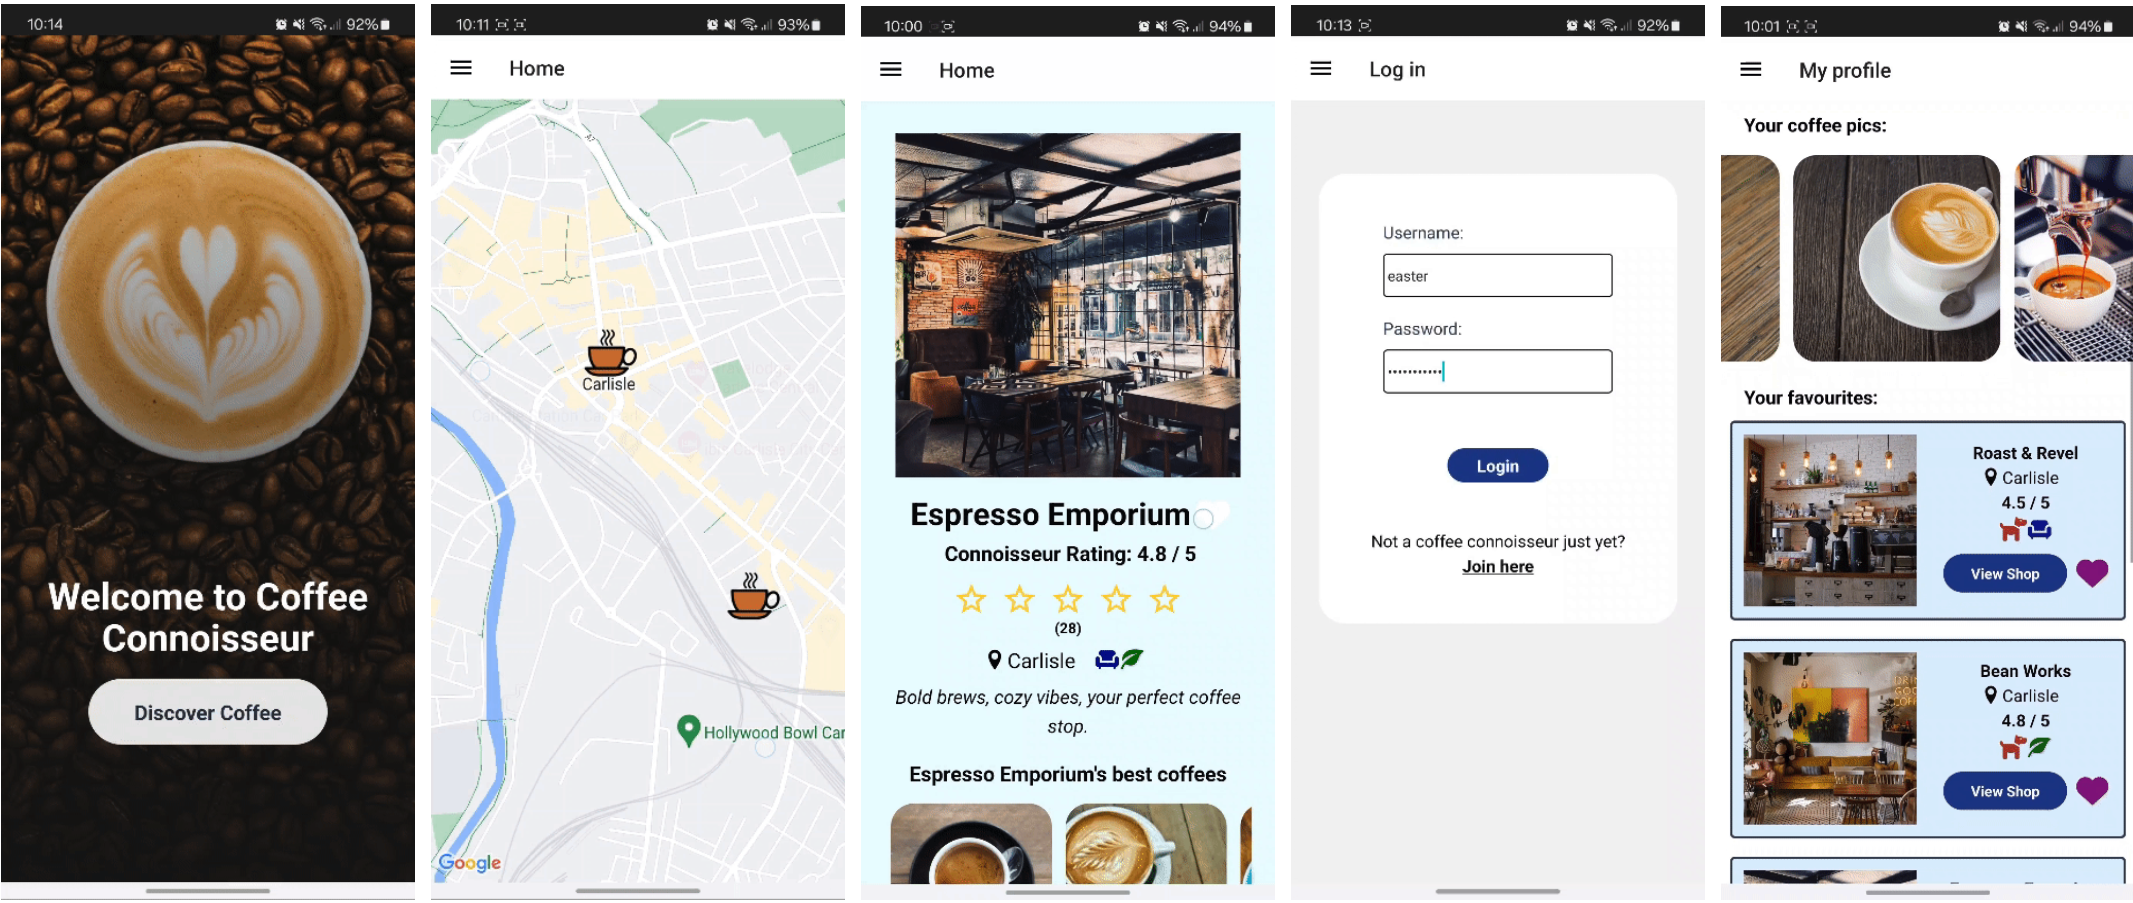 10:14
92%
Welcome to Coffee
Connoisseur
Discover Coffee
10:11
93%
Home
A7
Carlisle
Hollywood Bowl Car
Google
10:00
94%
Home
Espresso Emporium
Connoisseur Rating: 4.8 / 5
(28)
Carlisle
Bold brews, cozy vibes, your perfect coffee
stop.
Espresso Emporium's best coffees
10:13
92%
Log in
Username:
easter
Password:
•••••••••••
Login
Not a coffee connoisseur just yet?
Join here
10:01
94%
My profile
Your coffee pics:
Your favourites:
Roast & Revel
Carlisle
4.5 / 5
View Shop
Bean Works
Carlisle
4.8 / 5
View Shop